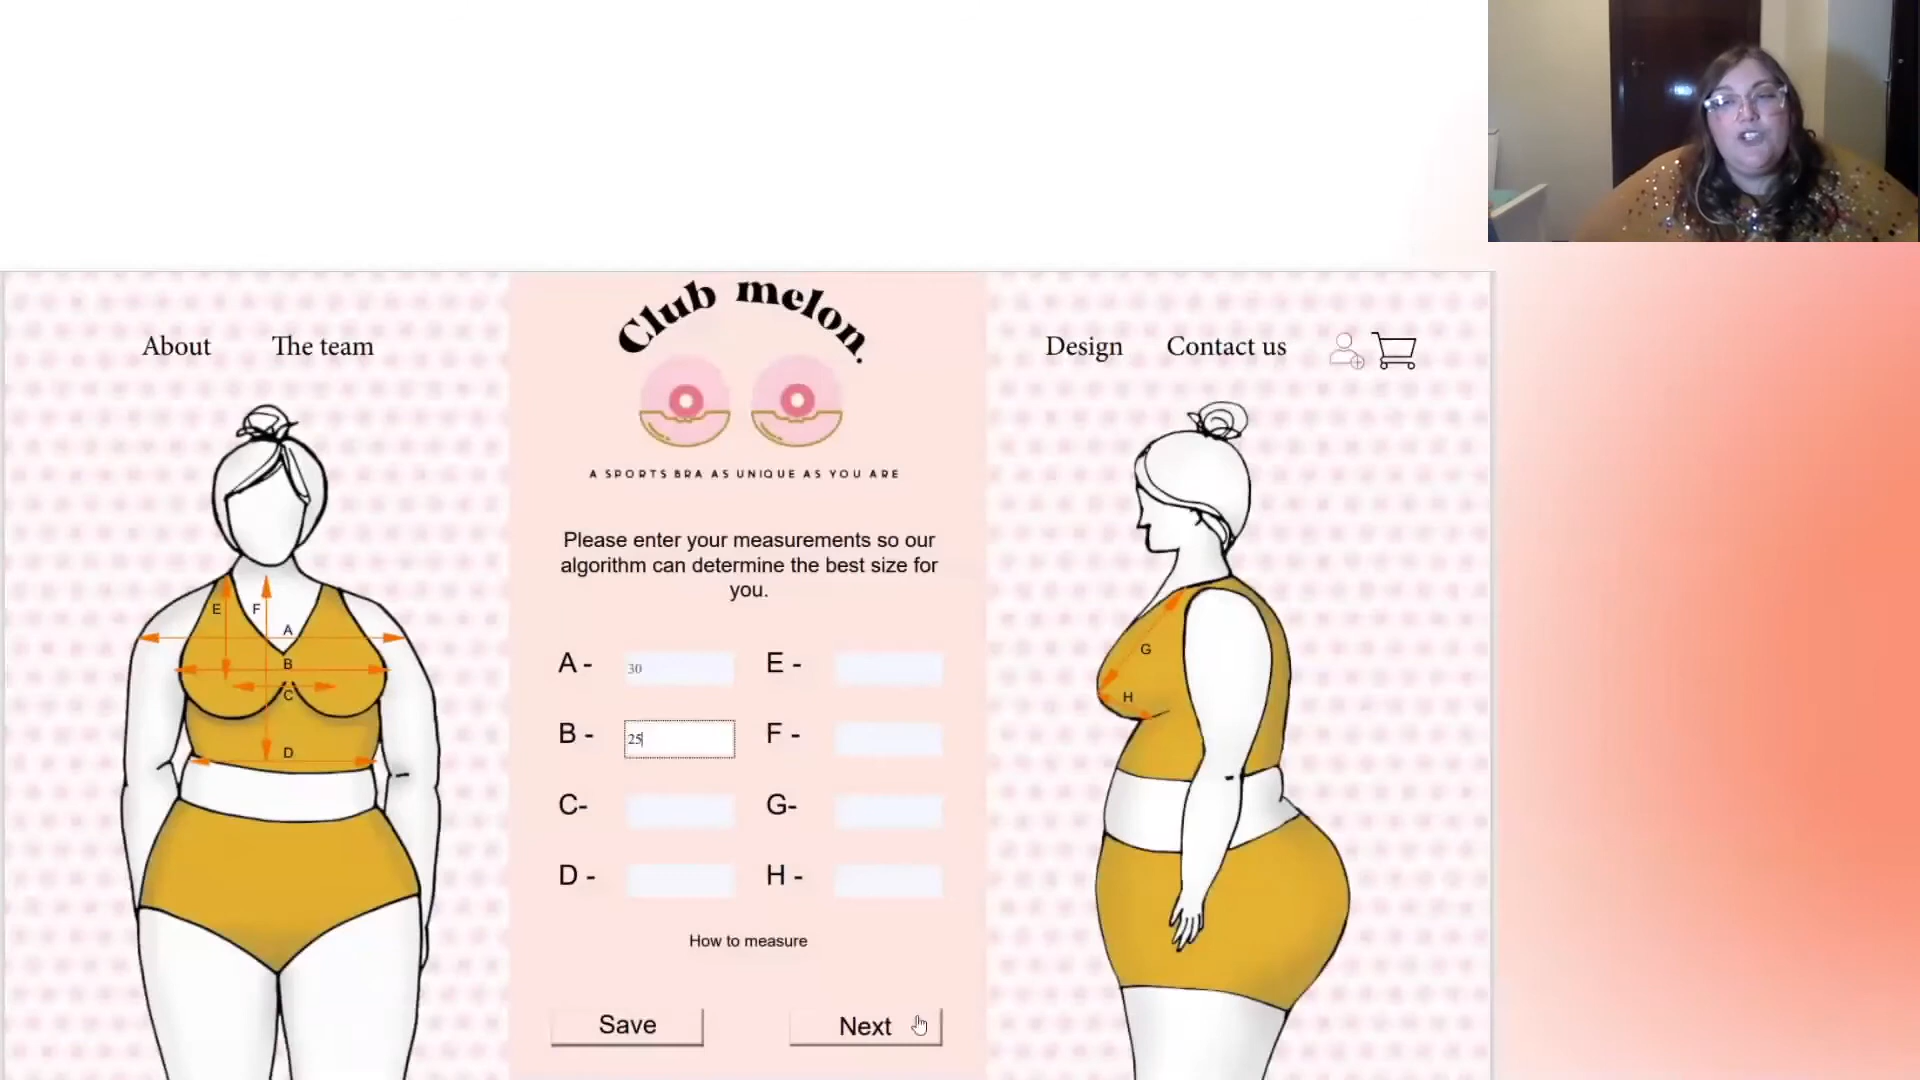 Club melon.
About
The team
Design
Contact us
A SPORTS BRA AS UNIQUE AS YOU ARE
Please enter your measurements so our
algorithm can determine the best size for
you.
A - 30
E -
B - 25
F -
C-
G-
D -
H -
How to measure
Save
Next
E
F
A
B
C
D
G
H